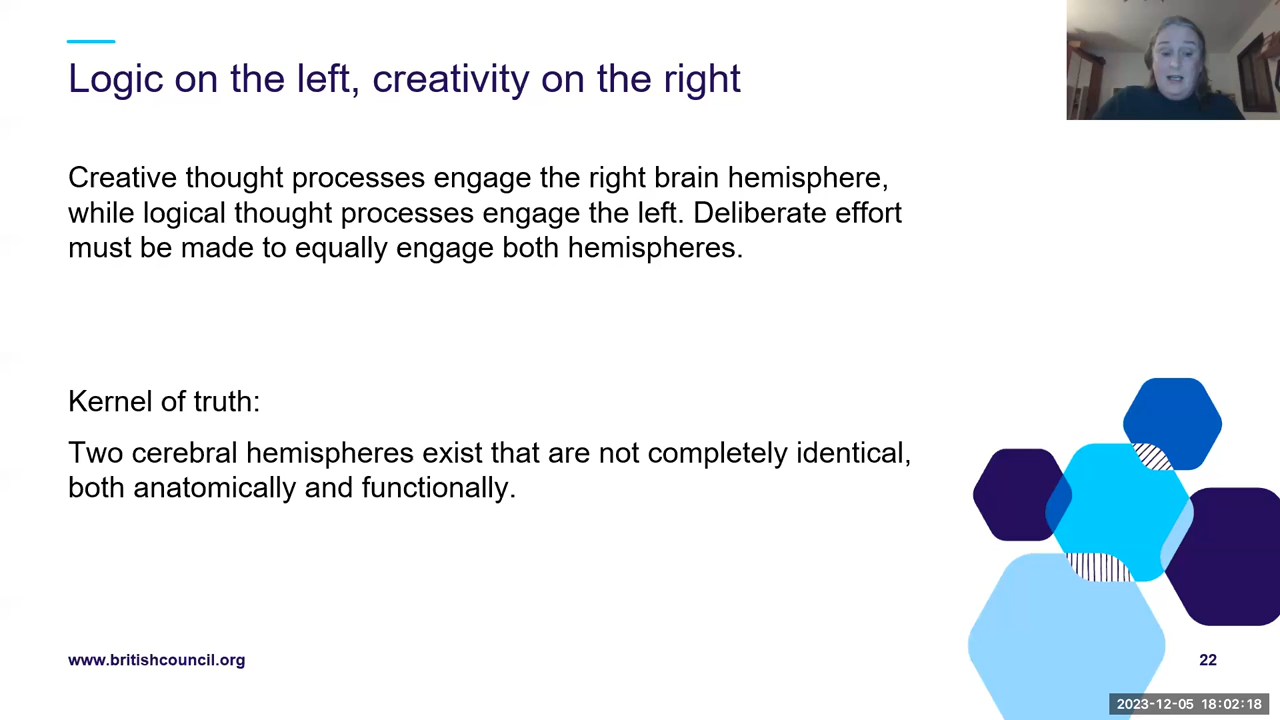 Logic on the left, creativity on the right
Creative thought processes engage the right brain hemisphere,
while logical thought processes engage the left. Deliberate effort
must be made to equally engage both hemispheres.
Kernel of truth:
Two cerebral hemispheres exist that are not completely identical,
both anatomically and functionally.
www.britishcouncil.org
22
2023-12-05 18:02:18